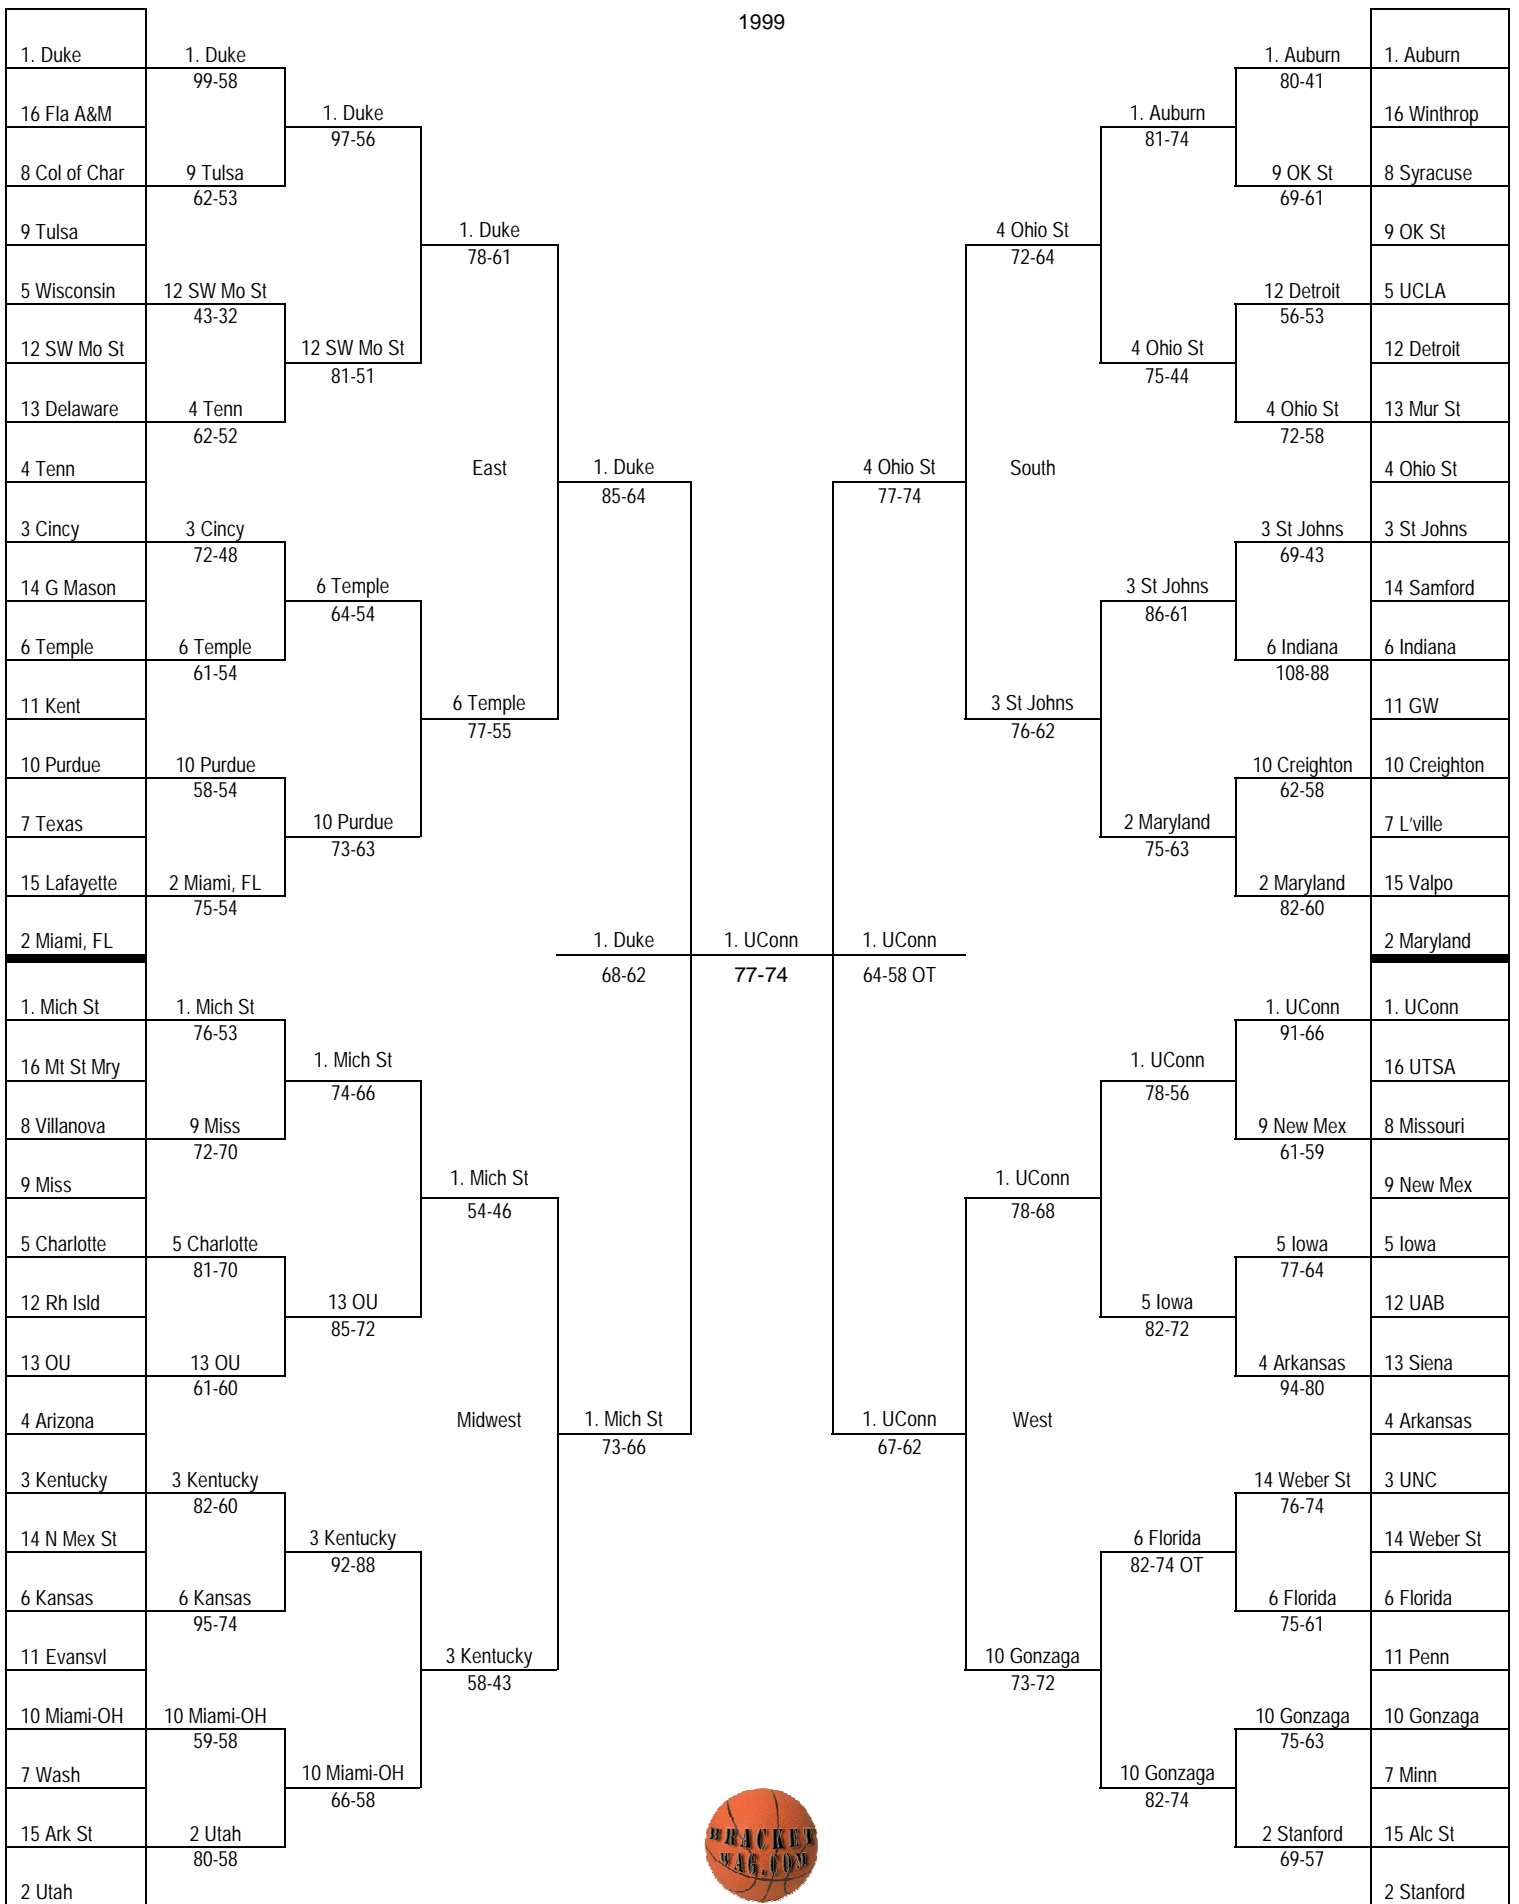 1999
1. Duke 1. Duke 1. Auburn 1. Auburn
99-58 80-41
16 Fla A&M 1. Duke 1. Auburn 16 Winthrop
97-56 81-74
8 Col of Char 9 Tulsa 9 OK St 8 Syracuse
62-53 69-61
9 Tulsa 1. Duke 4 Ohio St 9 OK St
78-61 72-64
5 Wisconsin 12 SW Mo St 12 Detroit 5 UCLA
43-32 56-53
12 SW Mo St 12 SW Mo St 4 Ohio St 12 Detroit
81-51 75-44
13 Delaware 4 Tenn 4 Ohio St 13 Mur St
62-52 72-58
4 Tenn East 1. Duke 4 Ohio St South 4 Ohio St
85-64 77-74
3 Cincy 3 Cincy 3 St Johns 3 St Johns
72-48 69-43
14 G Mason 6 Temple 3 St Johns 14 Samford
64-54 86-61
6 Temple 6 Temple 6 Indiana 6 Indiana
61-54 108-88
11 Kent 6 Temple 3 St Johns 11 GW
77-55 76-62
10 Purdue 10 Purdue 10 Creighton 10 Creighton
58-54 62-58
7 Texas 10 Purdue 2 Maryland 7 L'ville
73-63 75-63
15 Lafayette 2 Miami, FL 2 Maryland 15 Valpo
75-54 82-60
2 Miami, FL 1. Duke 1. UConn 1. UConn 2 Maryland
68-62 77-74 64-58 OT
1. Mich St 1. Mich St 1. UConn 1. UConn
76-53 91-66
16 Mt St Mry 1. Mich St 1. UConn 16 UTSA
74-66 78-56
8 Villanova 9 Miss 9 New Mex 8 Missouri
72-70 61-59
9 Miss 1. Mich St 1. UConn 9 New Mex
54-46 78-68
5 Charlotte 5 Charlotte 5 Iowa 5 Iowa
81-70 77-64
12 Rh Isld 13 OU 5 Iowa 12 UAB
85-72 82-72
13 OU 13 OU 4 Arkansas 13 Siena
61-60 94-80
4 Arizona Midwest 1. Mich St 1. UConn West 4 Arkansas
73-66 67-62
3 Kentucky 3 Kentucky 14 Weber St 3 UNC
82-60 76-74
14 N Mex St 3 Kentucky 6 Florida 14 Weber St
92-88 82-74 OT
6 Kansas 6 Kansas 6 Florida 6 Florida
95-74 75-61
11 Evansvl 3 Kentucky 10 Gonzaga 11 Penn
58-43 73-72
10 Miami-OH 10 Miami-OH 10 Gonzaga 10 Gonzaga
59-58 75-63
7 Wash 10 Miami-OH 10 Gonzaga 7 Minn
66-58 82-74
15 Ark St 2 Utah 2 Stanford 15 Alc St
80-58 69-57
2 Utah 2 Stanford
BRACKET
WAG.COM